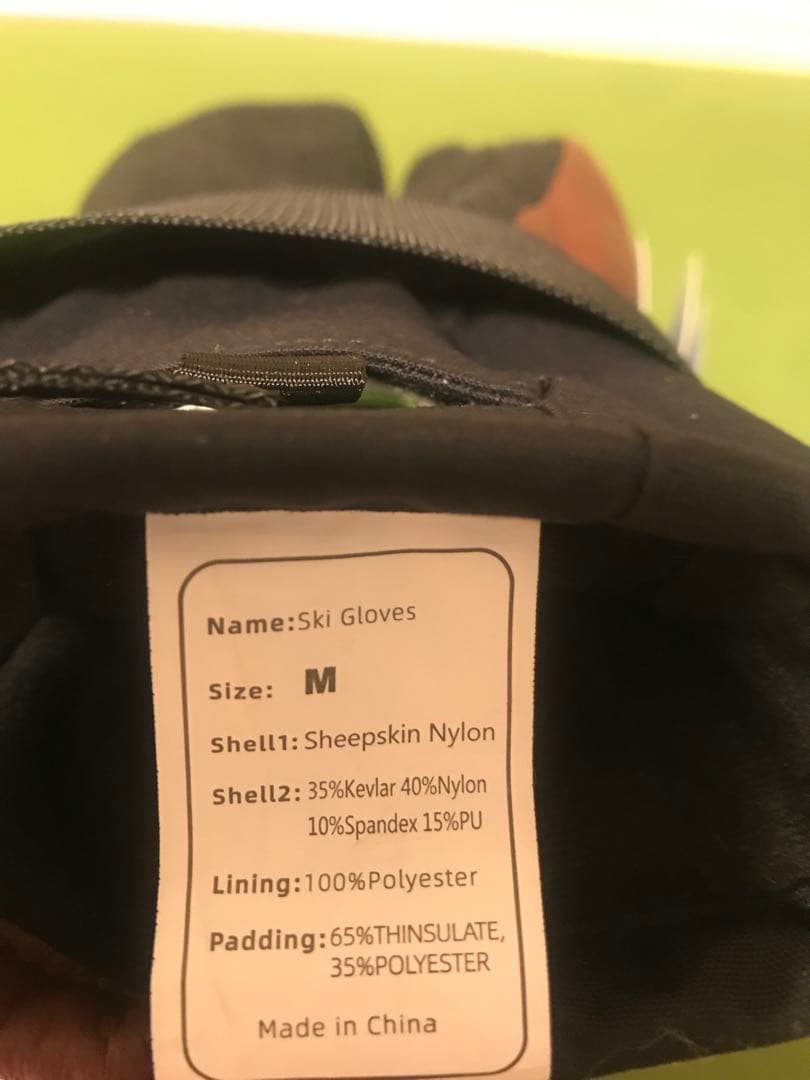 Name:Ski Gloves
Size: M
Shell1: Sheepskin Nylon
Shell2: 35%Kevlar 40%Nylon
10%Spandex 15%PU
Lining:100%Polyester
Padding:65%THINSULATE,
35%POLYESTER
Made in China